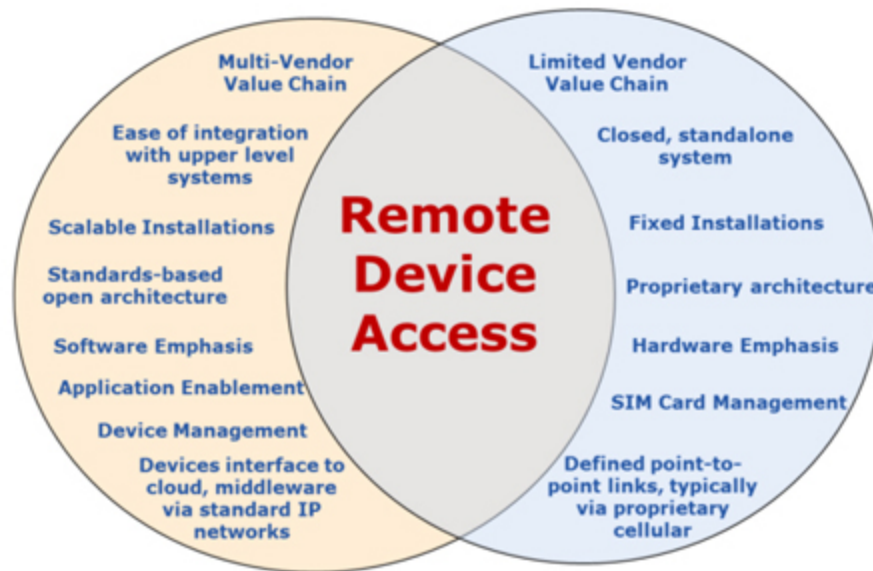 Multi-Vendor
Value Chain
Ease of integration
with upper level
systems
Scalable Installations
Standards-based
open architecture
Software Emphasis
Application Enablement
Device Management
Devices interface to
cloud, middleware
via standard IP
networks
Remote
Device
Access
Limited Vendor
Value Chain
Closed, standalone
system
Fixed Installations
Proprietary architecture
Hardware Emphasis
SIM Card Management
Defined point-to-
point links, typically
via proprietary
cellular